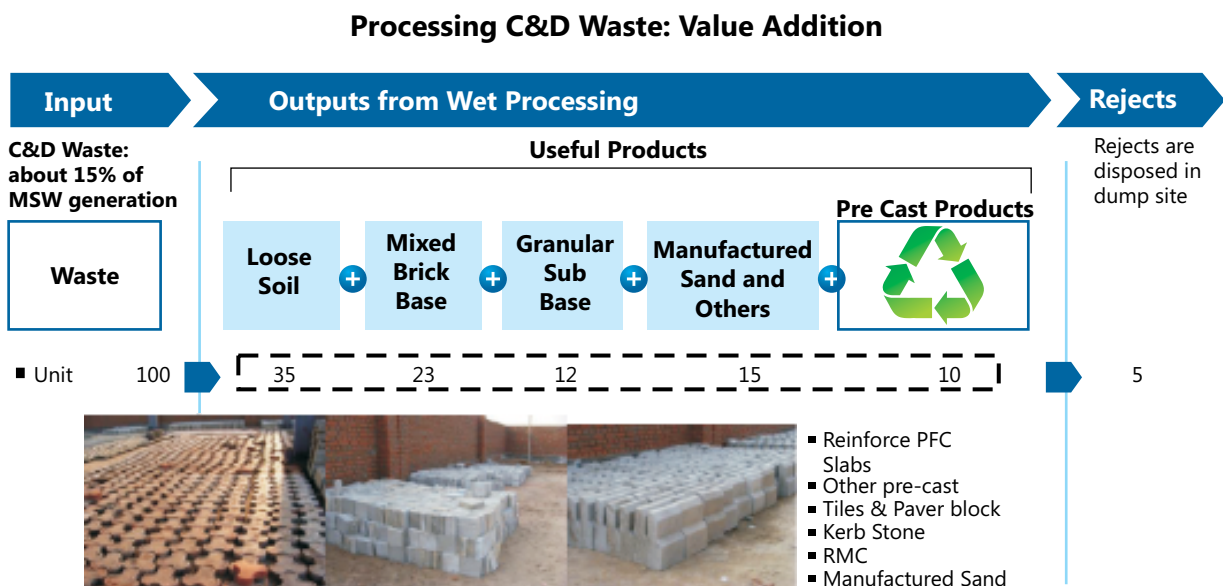 Processing C&D Waste: Value Addition
Input
Outputs from Wet Processing
Rejects
C&D Waste:
about 15% of
MSW generation
Useful Products
Rejects are
disposed in
dump site
Waste
Loose
Soil
+
Mixed
Brick
Base
+
Granular
Sub
Base
+
Manufactured
Sand and
Others
+
Pre Cast Products
▪ Unit 100 35 23 12 15 10 5
▪ Reinforce PFC
Slabs
▪ Other pre-cast
▪ Tiles & Paver block
▪ Kerb Stone
▪ RMC
▪ Manufactured Sand